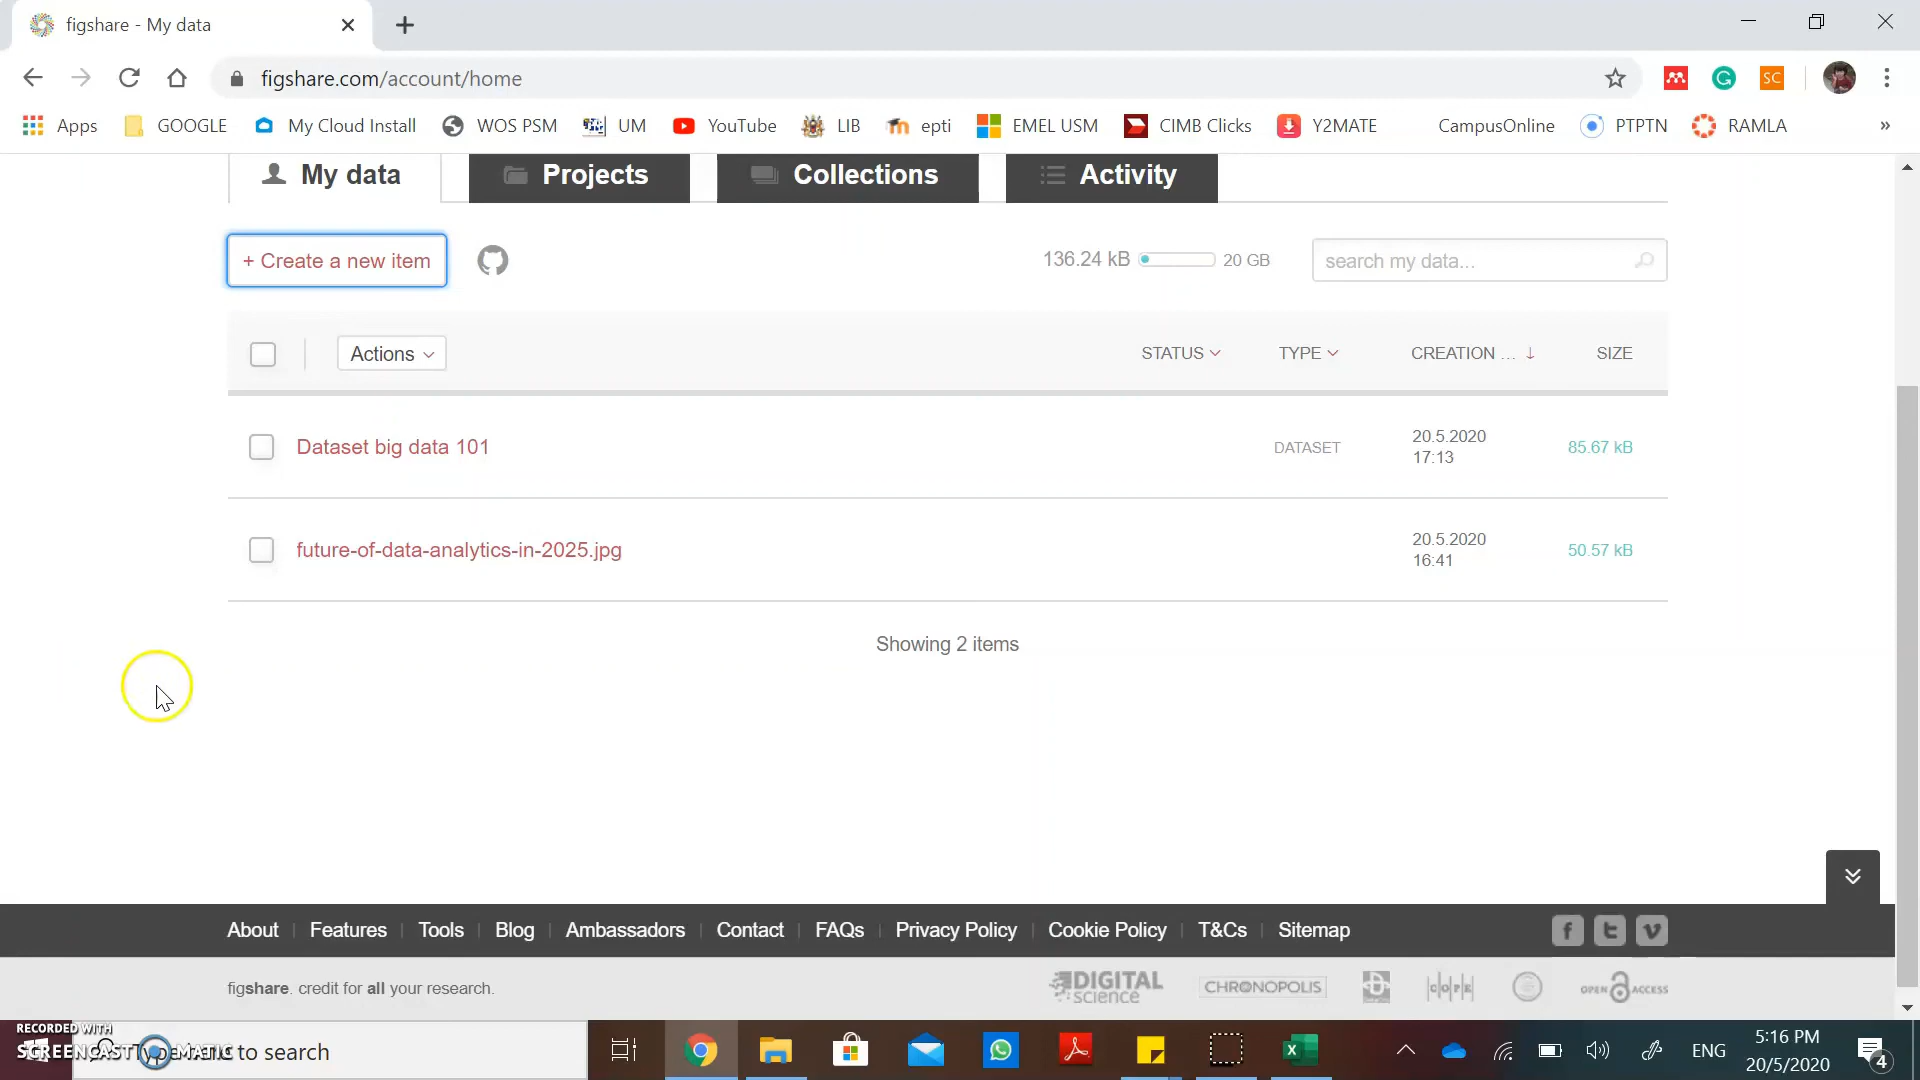 figshare - My data
figshare.com/account/home
Apps GOOGLE My Cloud Install WOS PSM UM YouTube LIB epti EMEL USM CIMB Clicks Y2MATE CampusOnline PTPTN RAMLA »
My data Projects Collections Activity
+ Create a new item 136.24 kB 20 GB search my data...
Actions STATUS TYPE CREATION ... SIZE
Dataset big data 101 DATASET 20.5.2020 17:13 85.67 kB
future-of-data-analytics-in-2025.jpg 20.5.2020 16:41 50.57 kB
Showing 2 items
About | Features | Tools | Blog | Ambassadors | Contact | FAQs | Privacy Policy | Cookie Policy | T&Cs | Sitemap
figshare. credit for all your research. DIGITAL science CHRONOPOLIS C|O|P|E OPEN ACCESS
RECORDED WITH
SCREENCAST MATIC
to search
ENG 5:16 PM
20/5/2020 4